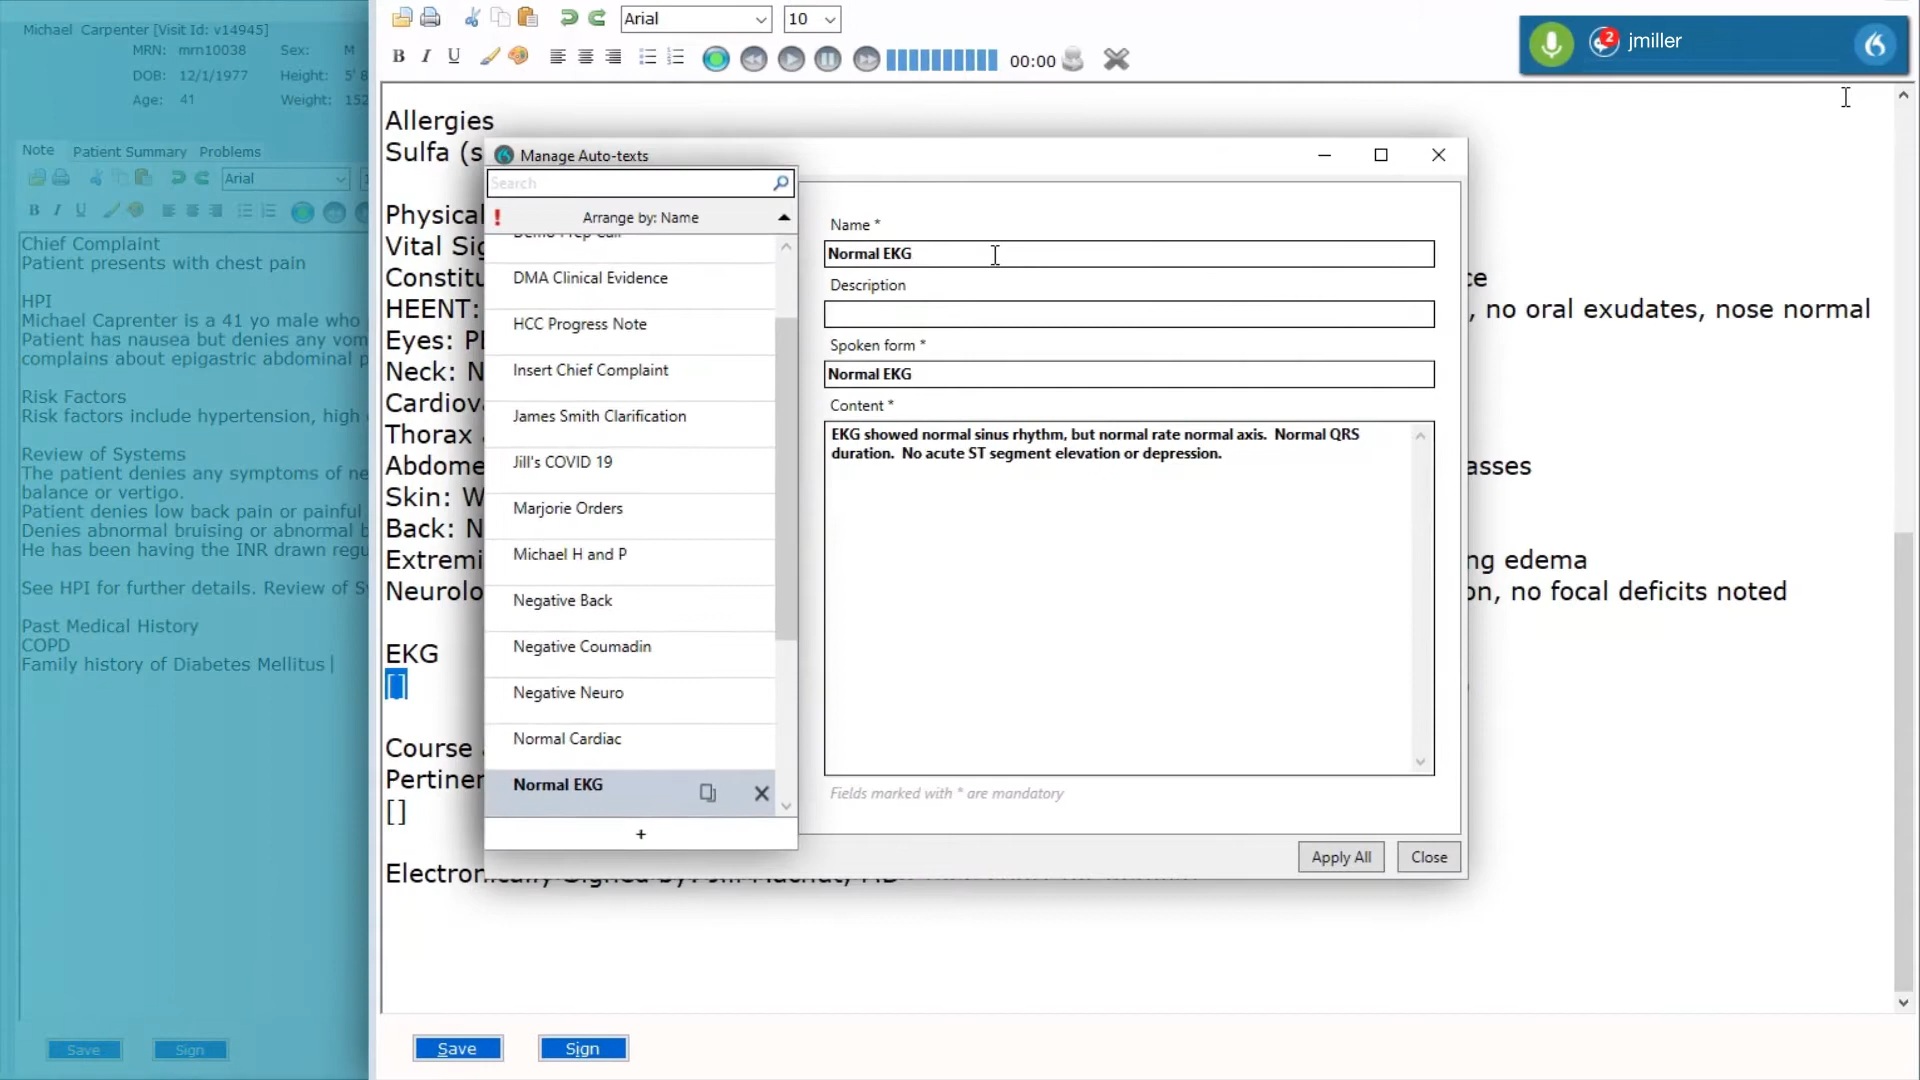 Michael Carpenter [Visit Id: v14945]
MRN: mrn10038 Sex: M
DOB: 12/1/1977 Height: 5' 8
Age: 41 Weight: 152
Note Patient Summary Problems
Arial
B I U
Chief Complaint
Patient presents with chest pain
HPI
Michael Caprenter is a 41 yo male who
Patient has nausea but denies any vom
complains about epigastric abdominal p
Risk Factors
Risk factors include hypertension, high
Review of Systems
The patient denies any symptoms of ne
balance or vertigo.
Patient denies low back pain or painful
Denies abnormal bruising or abnormal b
He has been having the INR drawn regu
See HPI for further details. Review of Sy
Past Medical History
COPD
Family history of Diabetes Mellitus
Save Sign
Arial 10
B I U 00:00
2 jmiller
Allergies
Sulfa (s
Physical
Vital Sig
Constitu ce
HEENT: , no oral exudates, nose normal
Eyes: PE
Neck: N
Cardiov
Thorax
Abdome asses
Skin: W
Back: N
Extremi ng edema
Neurolo on, no focal deficits noted
EKG
[]
Course
Pertiner
[]
Electronically Signed by:
Save Sign
Manage Auto-texts
Search
! Arrange by: Name
Demo Prep Call
DMA Clinical Evidence
HCC Progress Note
Insert Chief Complaint
James Smith Clarification
Jill's COVID 19
Marjorie Orders
Michael H and P
Negative Back
Negative Coumadin
Negative Neuro
Normal Cardiac
Normal EKG
+
Name *
Normal EKG
Description
Spoken form *
Normal EKG
Content *
EKG showed normal sinus rhythm, but normal rate normal axis.  Normal QRS
duration.  No acute ST segment elevation or depression.
Fields marked with * are mandatory
Apply All Close